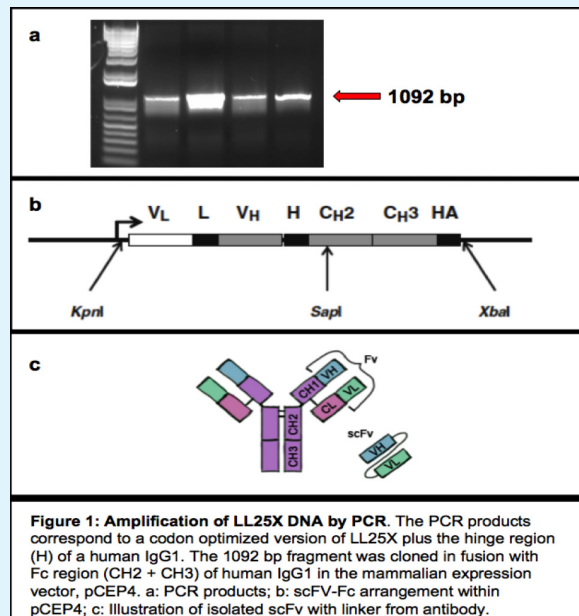 a
1092 bp
b
VL L VH H CH2 CH3 HA
KpnI SapI XbaI
c
Fv
CH1 VH
CL VL
CH2
CH3
scFv
VH
VL
Figure 1: Amplification of LL25X DNA by PCR. The PCR products
correspond to a codon optimized version of LL25X plus the hinge region
(H) of a human IgG1. The 1092 bp fragment was cloned in fusion with
Fc region (CH2 + CH3) of human IgG1 in the mammalian expression
vector, pCEP4. a: PCR products; b: scFV-Fc arrangement within
pCEP4; c: Illustration of isolated scFv with linker from antibody.